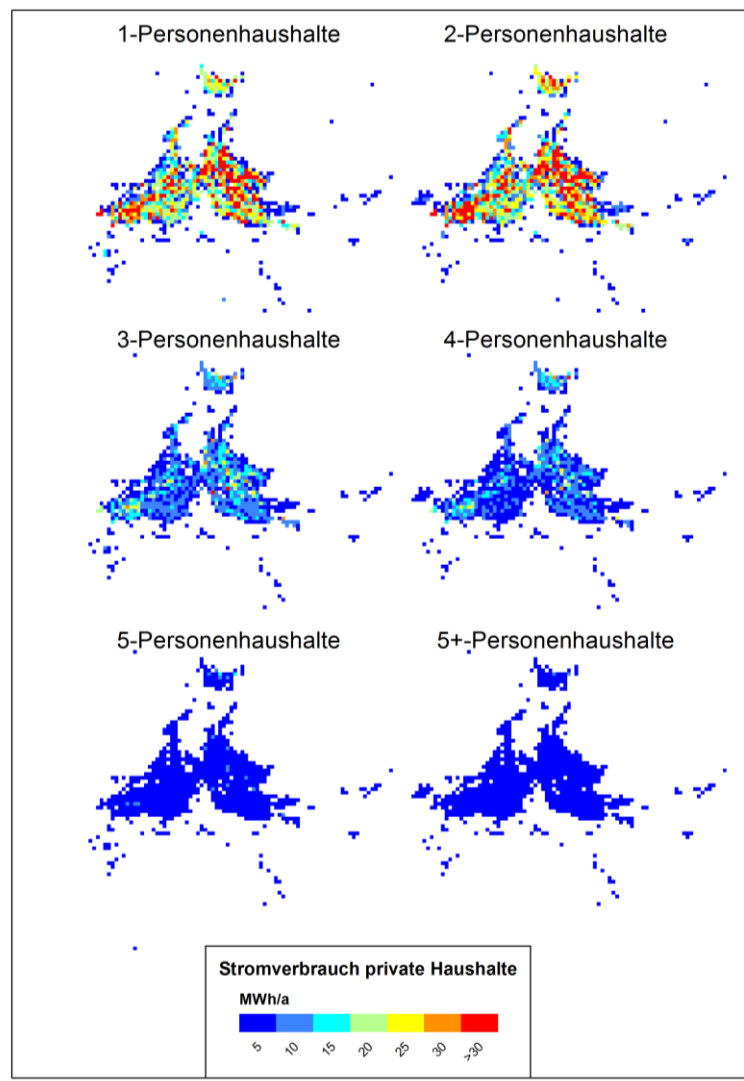 1-Personenhaushalte
2-Personenhaushalte
3-Personenhaushalte
4-Personenhaushalte
5-Personenhaushalte
5+-Personenhaushalte
Stromverbrauch private Haushalte
MWh/a
5 10 15 20 25 30 >30